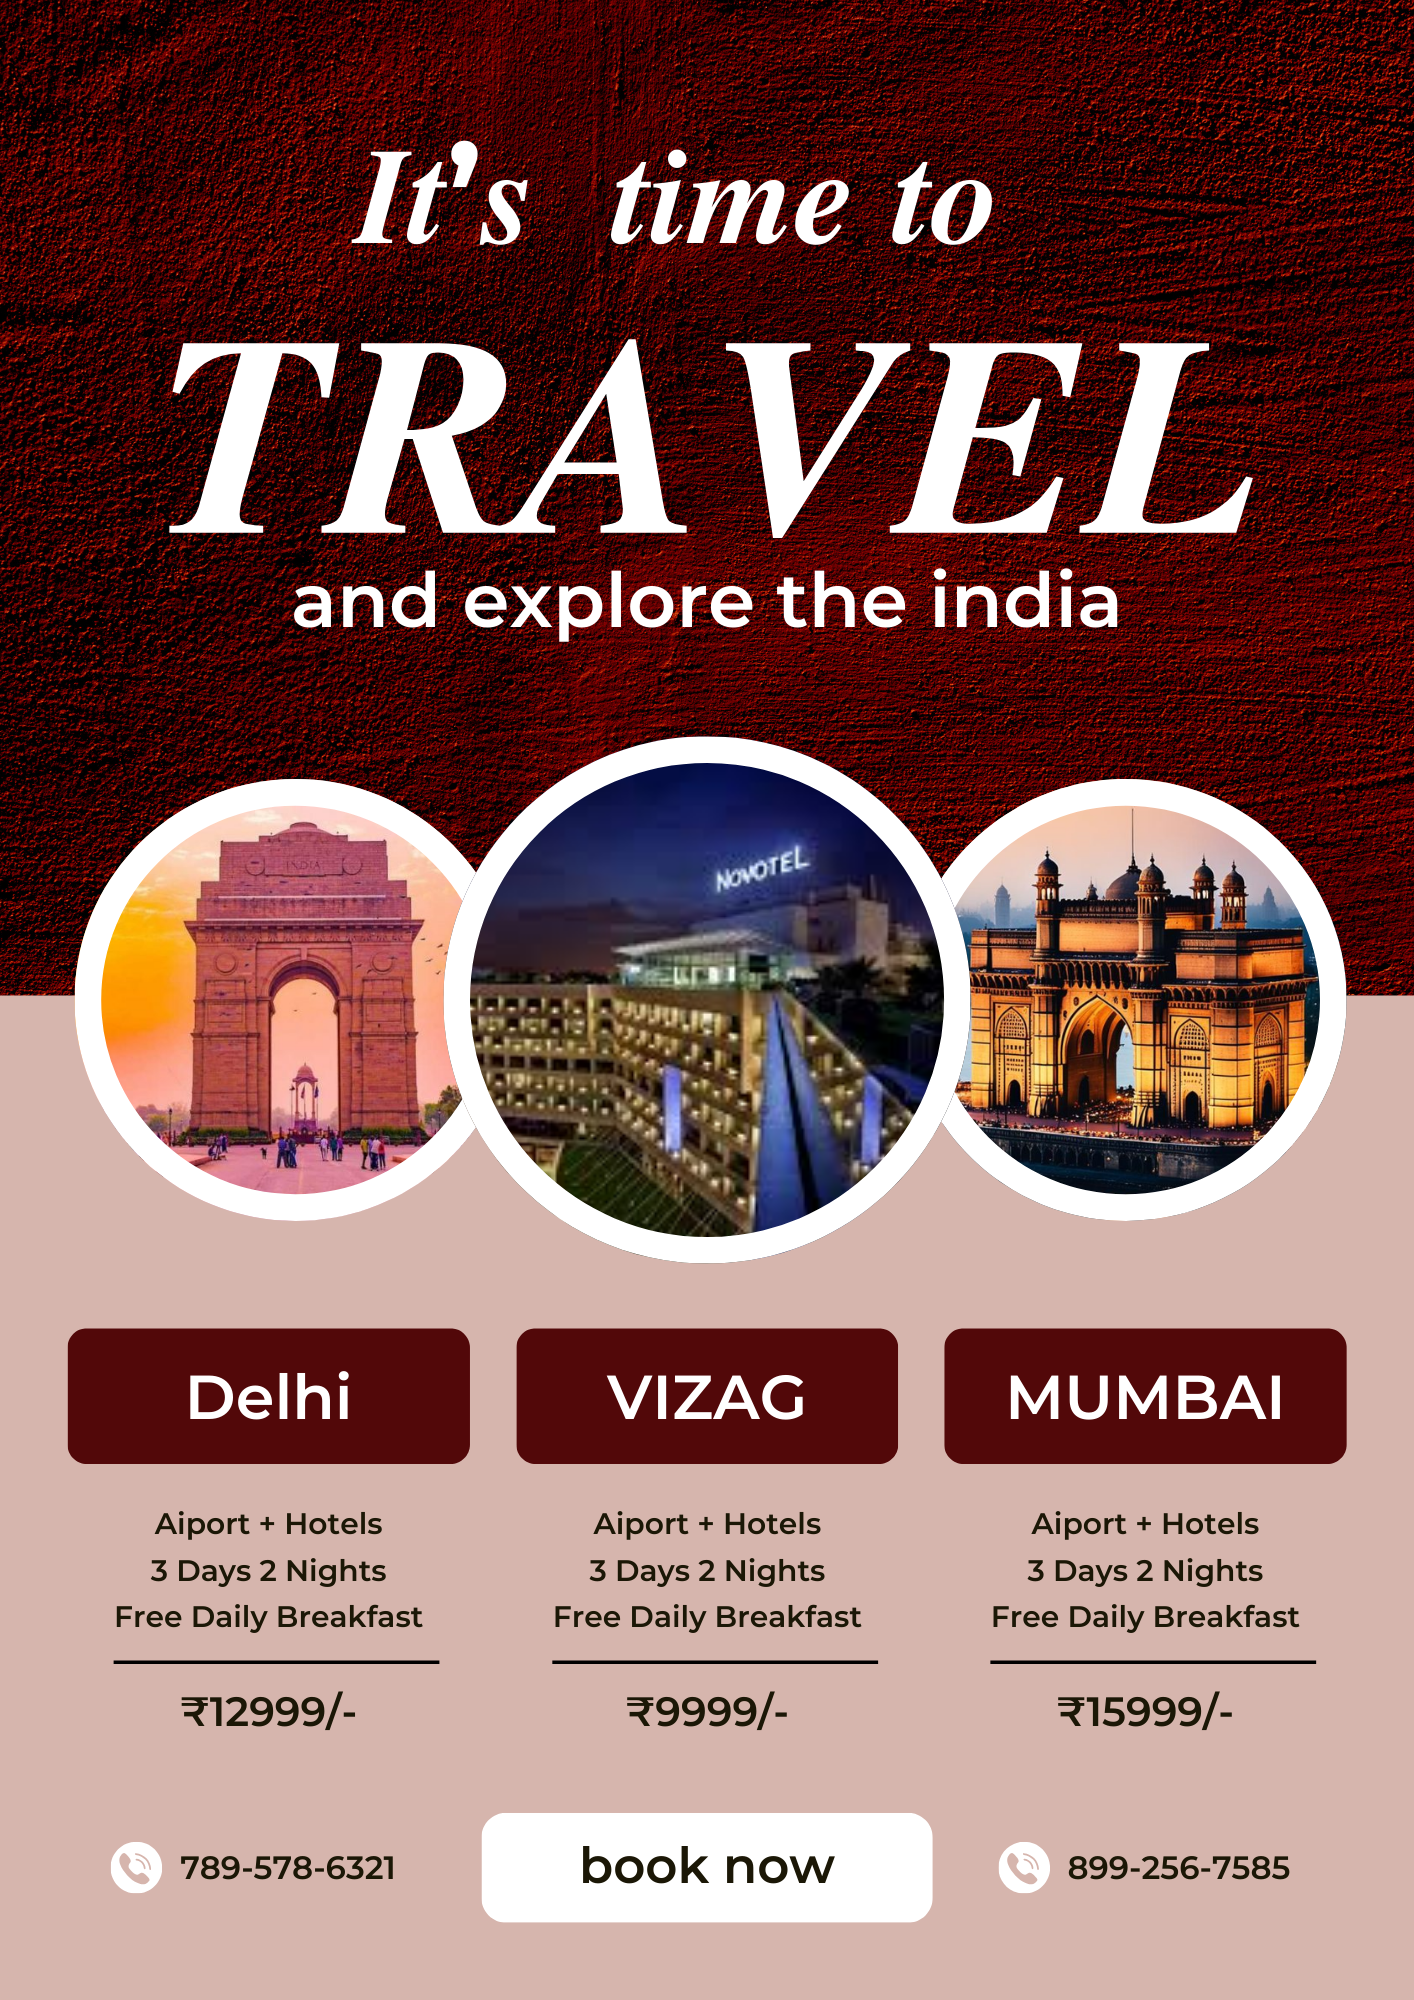 It's time to
TRAVEL
and explore the india
INDIA
NOVOTEL
Delhi
VIZAG
MUMBAI
Aiport + Hotels
3 Days 2 Nights
Free Daily Breakfast
₹12999/-
Aiport + Hotels
3 Days 2 Nights
Free Daily Breakfast
₹9999/-
Aiport + Hotels
3 Days 2 Nights
Free Daily Breakfast
₹15999/-
789-578-6321
book now
899-256-7585